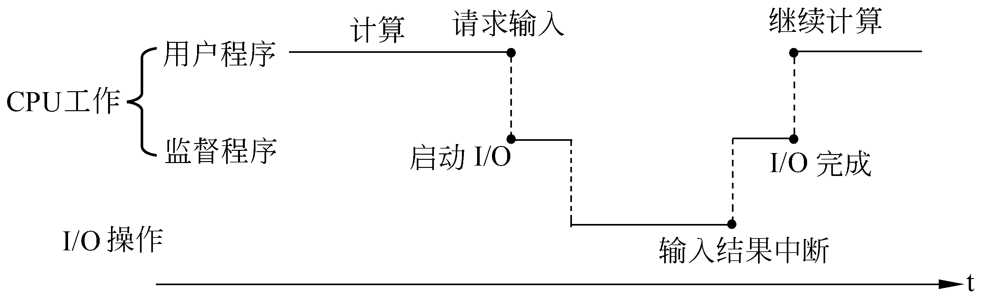 计算
请求输入
继续计算
用户程序
CPU工作
监督程序
启动 I/O
I/O 完成
I/O 操作
输入结果中断
t